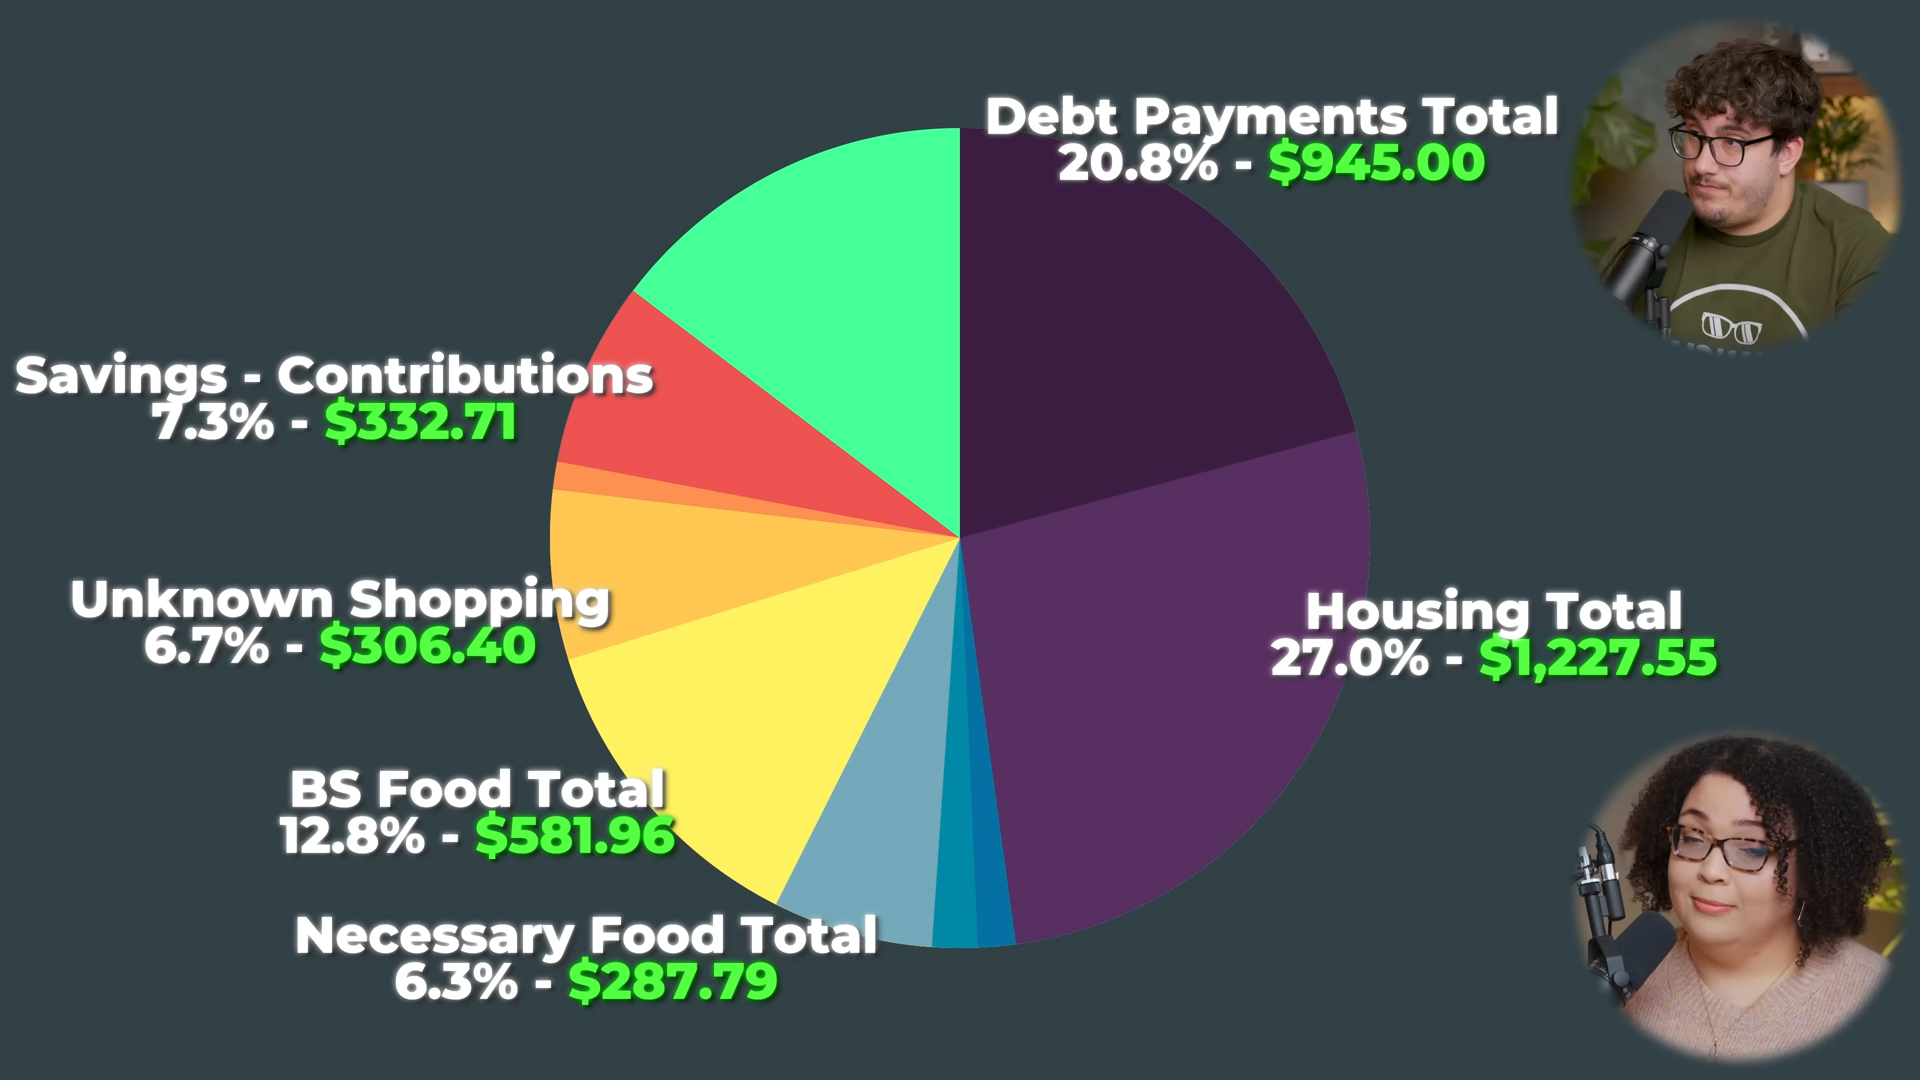 Debt Payments Total
20.8% - $945.00
Savings - Contributions
7.3% - $332.71
Unknown Shopping
6.7% - $306.40
Housing Total
27.0% - $1,227.55
BS Food Total
12.8% - $581.96
Necessary Food Total
6.3% - $287.79